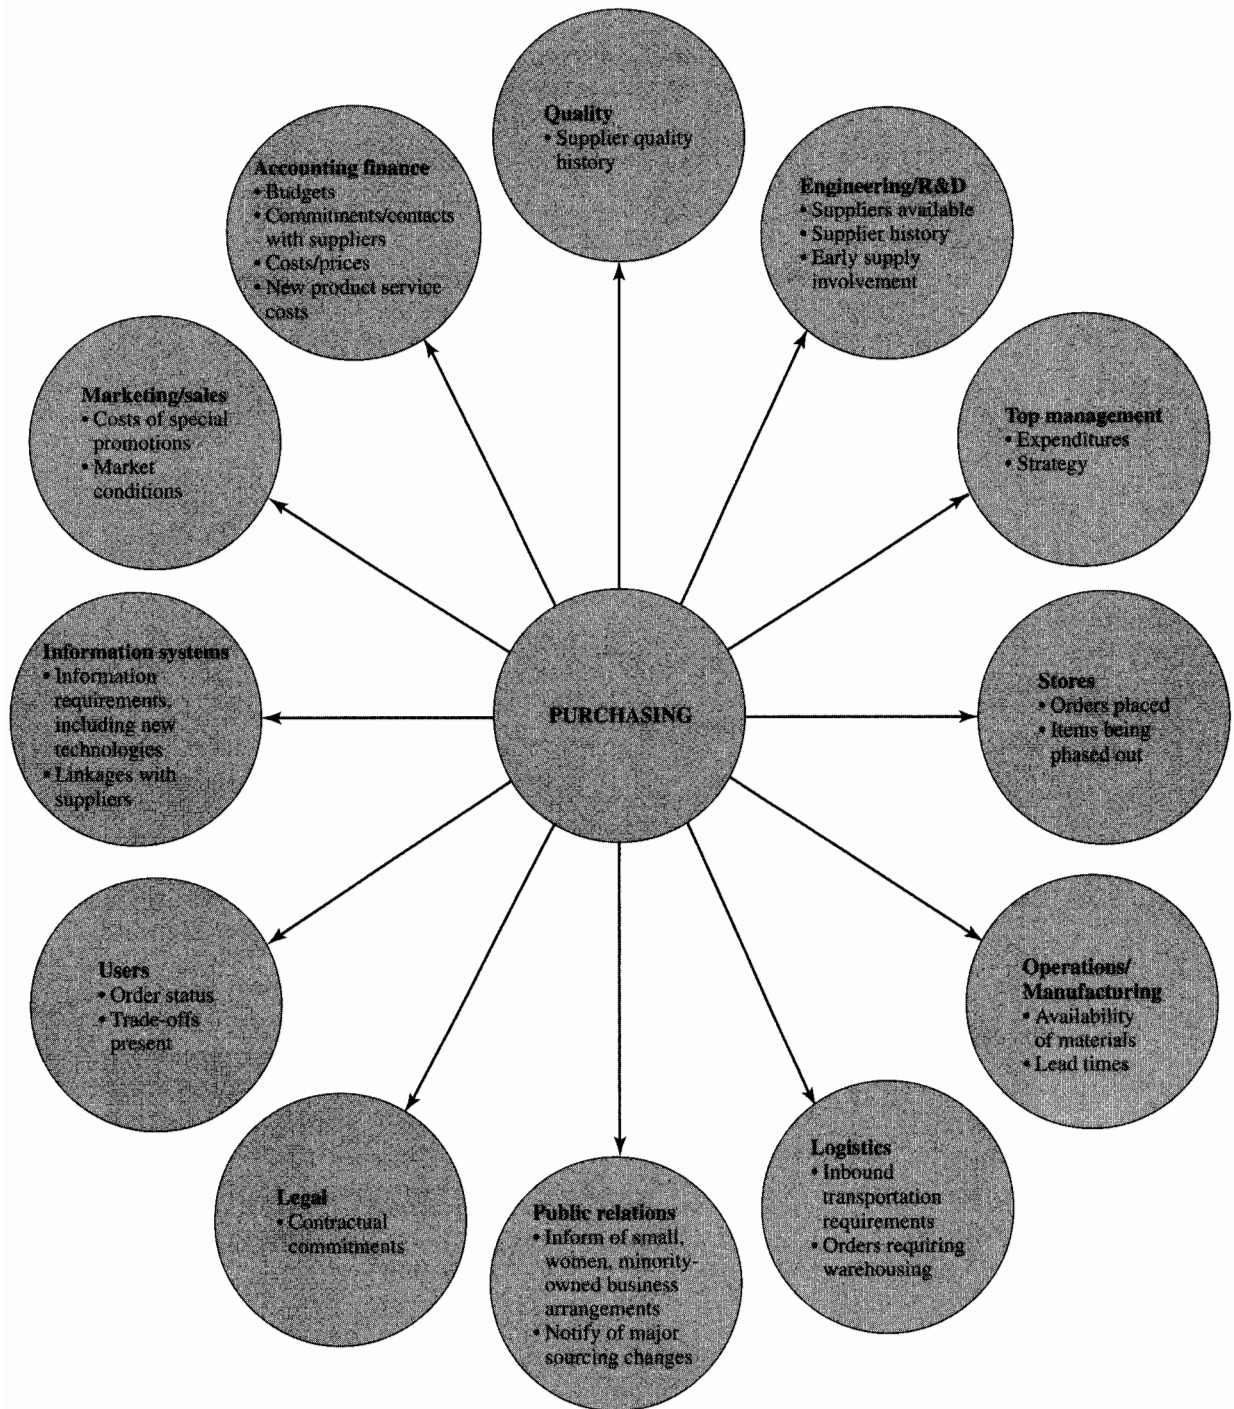 Quality
• Supplier quality
history
Accounting finance
• Budgets
• Commitments/contacts
with suppliers
• Costs/prices
• New product service
costs
Engineering/R&D
• Suppliers available
• Supplier history
• Early supply
involvement
Marketing/sales
• Costs of special
promotions
• Market
conditions
Top management
• Expenditures
• Strategy
Information systems
• Information
requirements,
including new
technologies
• Linkages with
suppliers
PURCHASING
Stores
• Orders placed
• Items being
phased out
Users
• Order status
• Trade-offs
present
Operations/
Manufacturing
• Availability
of materials
• Lead times
Legal
• Contractual
commitments
Public relations
• Inform of small,
women, minority-
owned business
arrangements
• Notify of major
sourcing changes
Logistics
• Inbound
transportation
requirements
• Orders requiring
warehousing